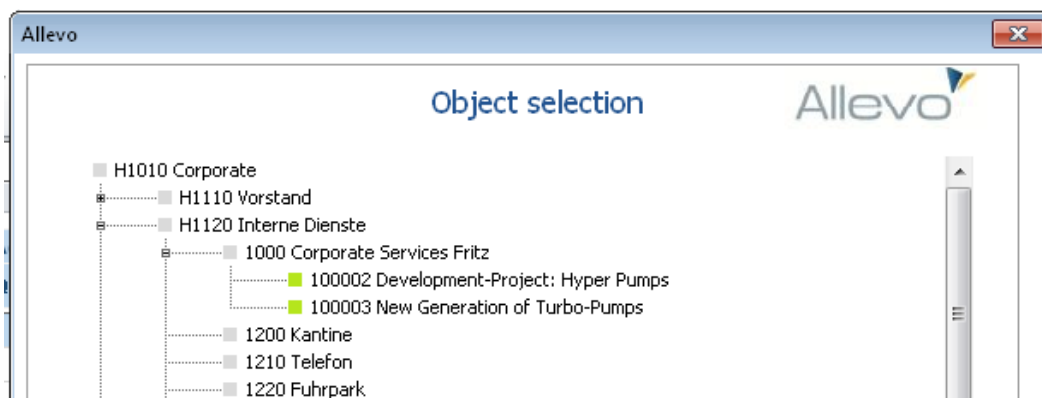 Allevo
Object selection
Allevo
H1010 Corporate
H1110 Vorstand
H1120 Interne Dienste
1000 Corporate Services Fritz
100002 Development-Project: Hyper Pumps
100003 New Generation of Turbo-Pumps
1200 Kantine
1210 Telefon
1220 Fuhrpark